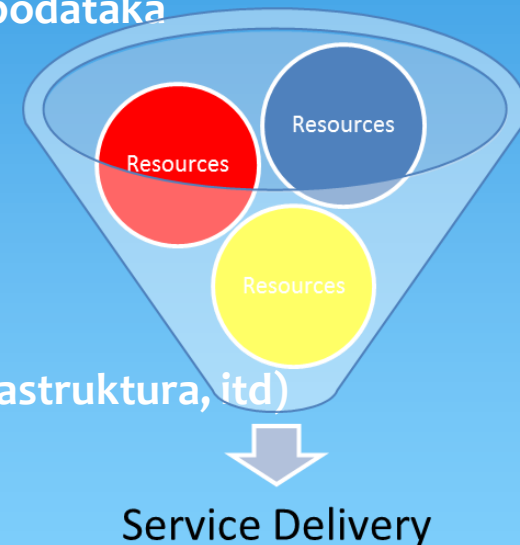 podataka
Resources
Resources
Resources
astruktura, itd)
Service Delivery